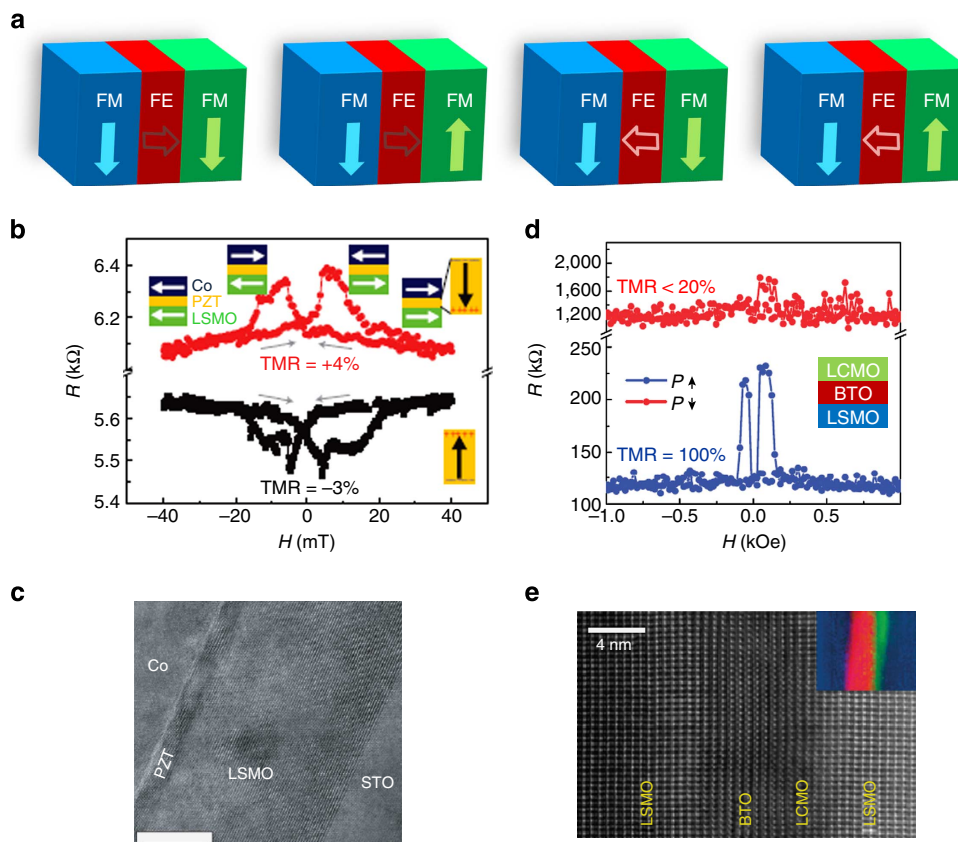 a
FM FE FM
FM FE FM
FM FE FM
FM FE FM
b
R (kΩ)
6.4
6.2
5.6
5.5
5.4
Co
PZT
LSMO
TMR = +4%
TMR = –3%
–40 –20 0 20 40
H (mT)
d
R (kΩ)
2,000
1,600
1,200
250
200
150
100
TMR < 20%
P
P
LCMO
BTO
LSMO
TMR = 100%
–1.0 –0.5 0.0 0.5
H (kOe)
c
Co
PZT
LSMO
STO
e
4 nm
LSMO
BTO
LCMO
LSMO